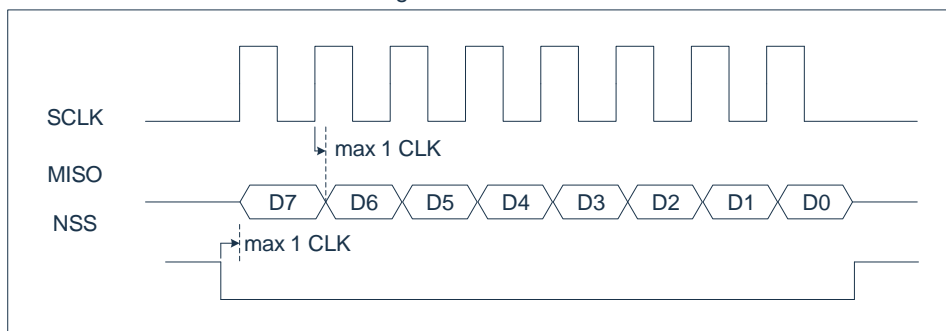 SCLK
max 1 CLK
MISO
D7 D6 D5 D4 D3 D2 D1 D0
NSS
max 1 CLK